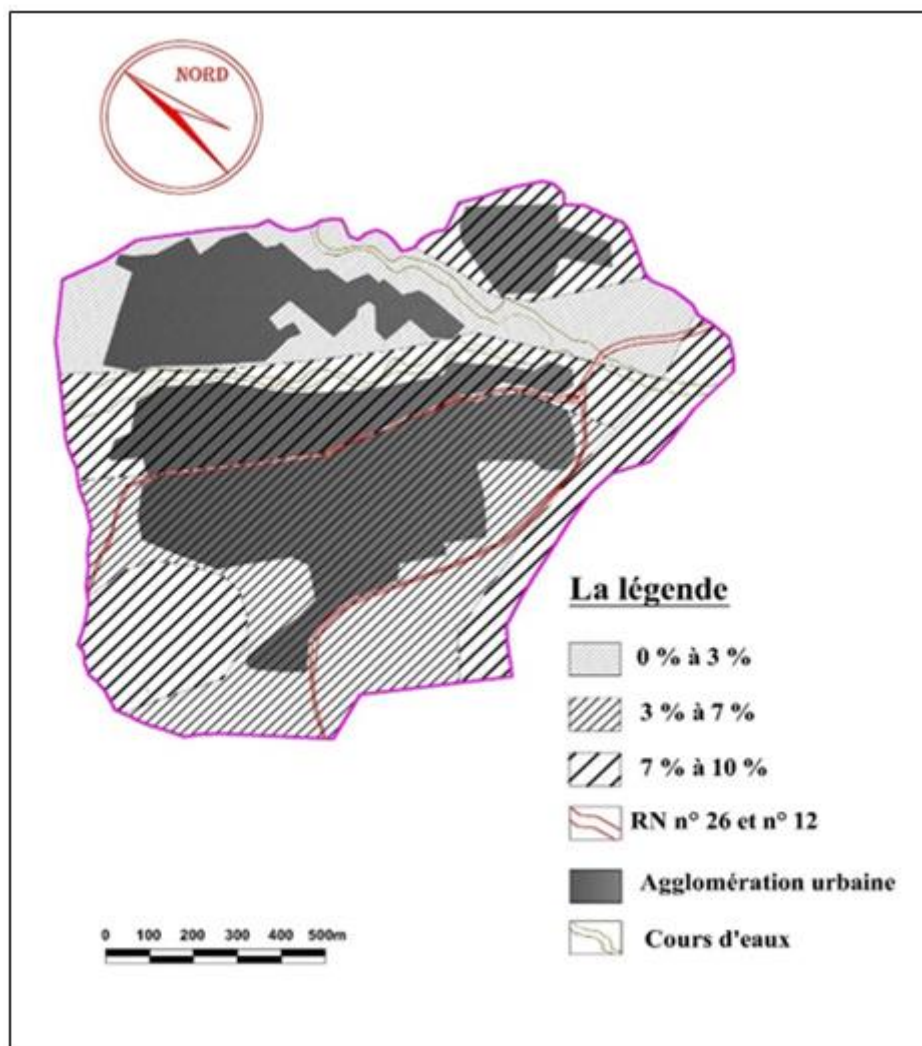 NORD
La légende
0 % à 3 %
3 % à 7 %
7 % à 10 %
RN n° 26 et n° 12
Agglomération urbaine
Cours d'eaux
0 100 200 300 400 500m